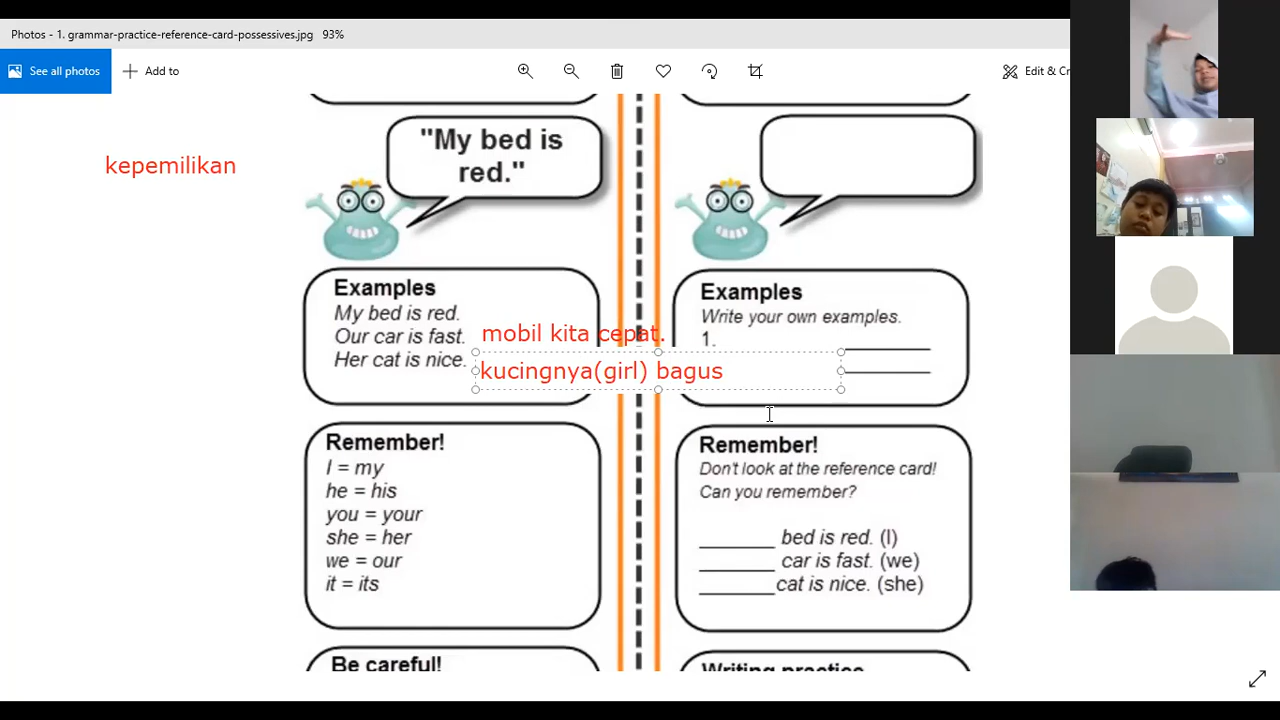 Photos - 1. grammar-practice-reference-card-possessives.jpg 93%
See all photos
Add to
Edit & Cr
kepemilikan
"My bed is
red."
Examples
My bed is red.
Our car is fast.
Her cat is nice.
mobil kita cepat.
kucingnya(girl) bagus
Remember!
I = my
he = his
you = your
she = her
we = our
it = its
Be careful!
Examples
Write your own examples.
1.
Remember!
Don't look at the reference card!
Can you remember?
bed is red. (I)
car is fast. (we)
cat is nice. (she)
Writing practice